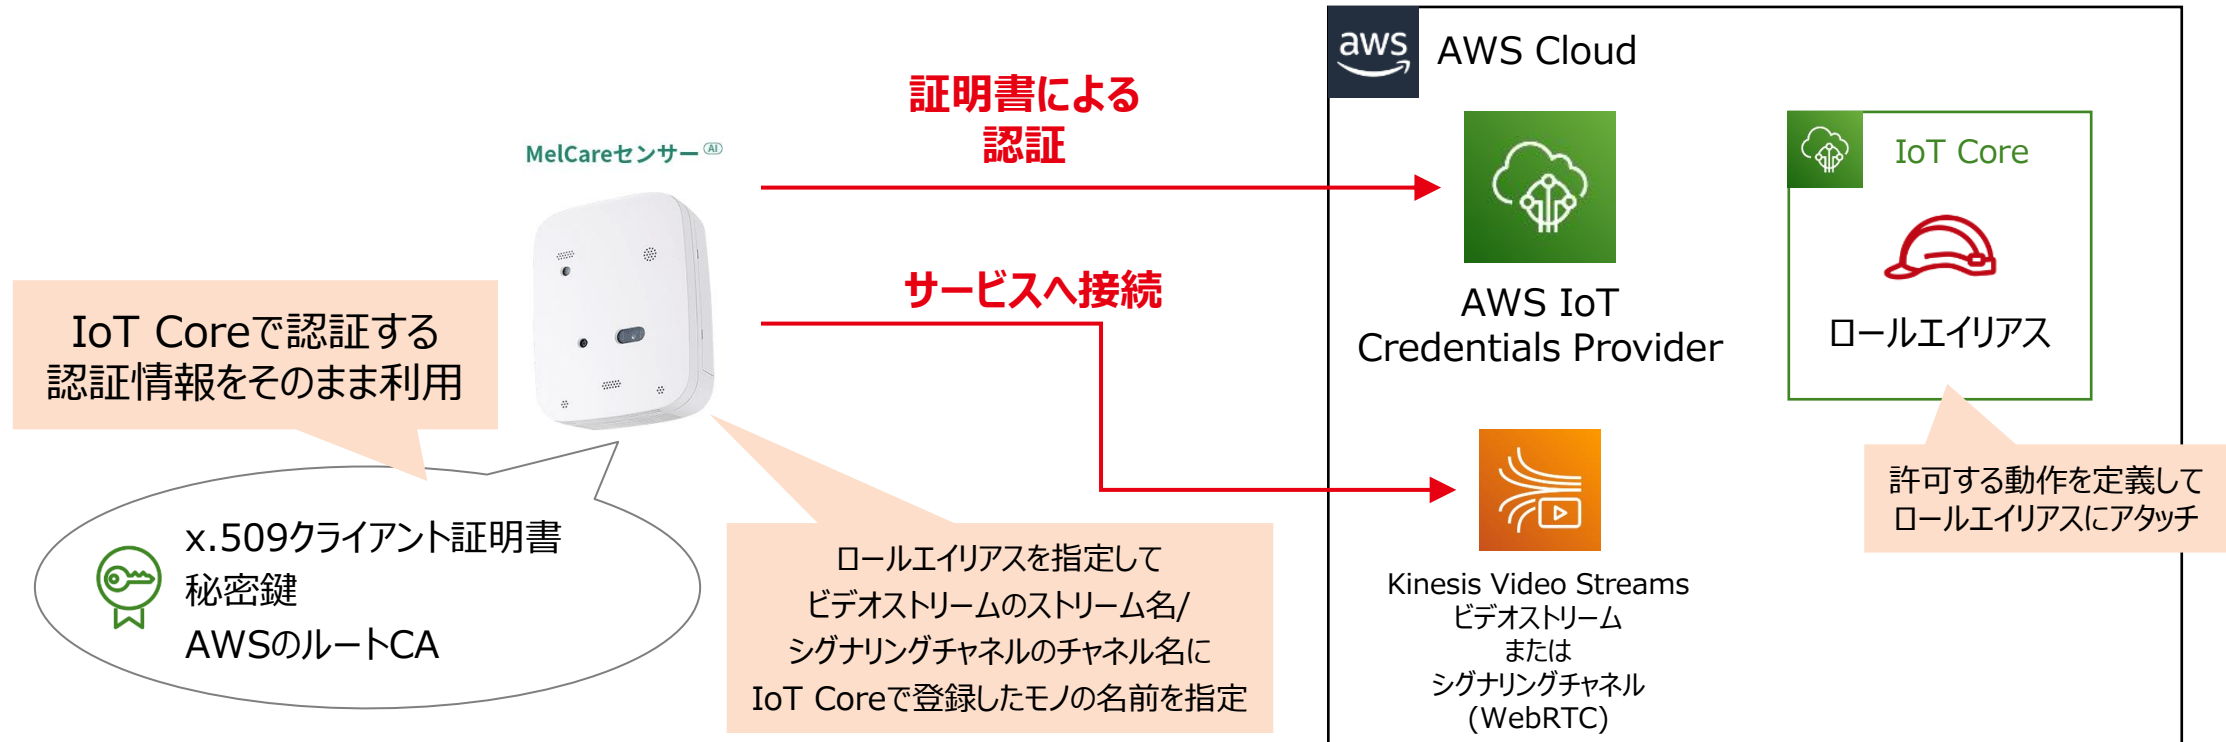 aws
AWS Cloud
証明書による
認証
MelCareセンサー AI
IoT Core
サービスへ接続
AWS IoT
Credentials Provider
ロールエイリアス
IoT Coreで認証する
認証情報をそのまま利用
許可する動作を定義して
ロールエイリアスにアタッチ
x.509クライアント証明書
秘密鍵
AWSのルートCA
ロールエイリアスを指定して
ビデオストリームのストリーム名/
シグナリングチャネルのチャネル名に
IoT Coreで登録したモノの名前を指定
Kinesis Video Streams
ビデオストリーム
または
シグナリングチャネル
(WebRTC)